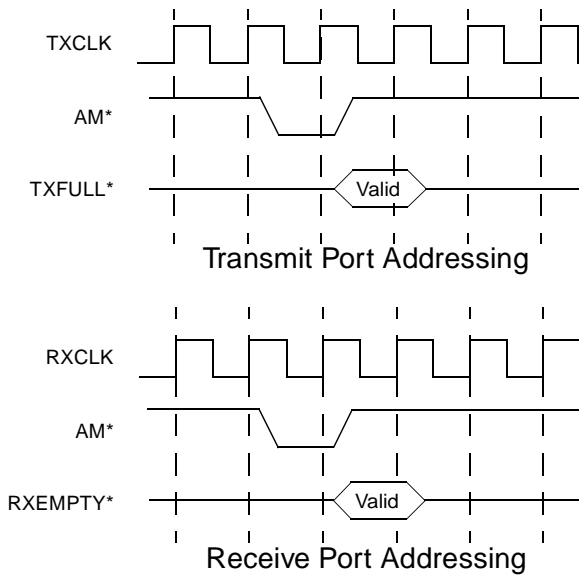 TXCLK
AM*
TXFULL*
Valid
Transmit Port Addressing
RXCLK
AM*
RXEMPTY*
Valid
Receive Port Addressing